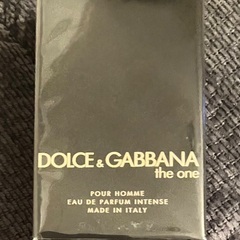 DOLCE & GABBANA
the one
POUR HOMME
EAU DE PARFUM INTENSE
MADE IN ITALY